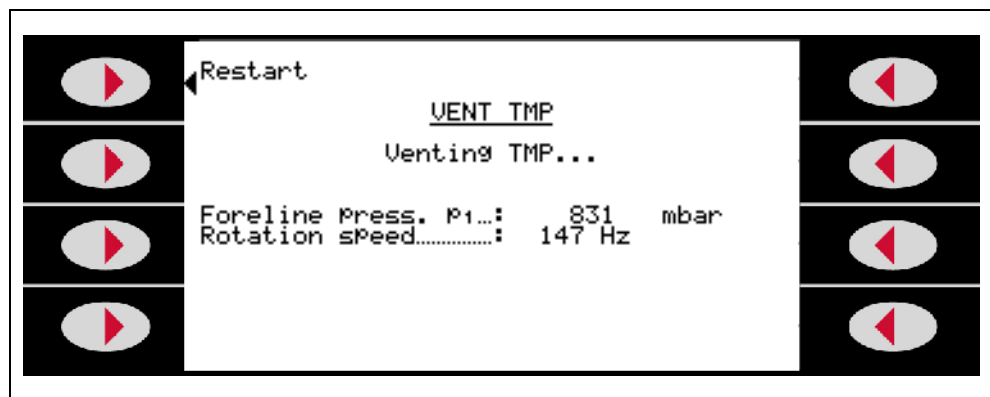 Restart
VENT TMP
Venting TMP...
Foreline press. p1…: 831 mbar
Rotation speed……………: 147 Hz